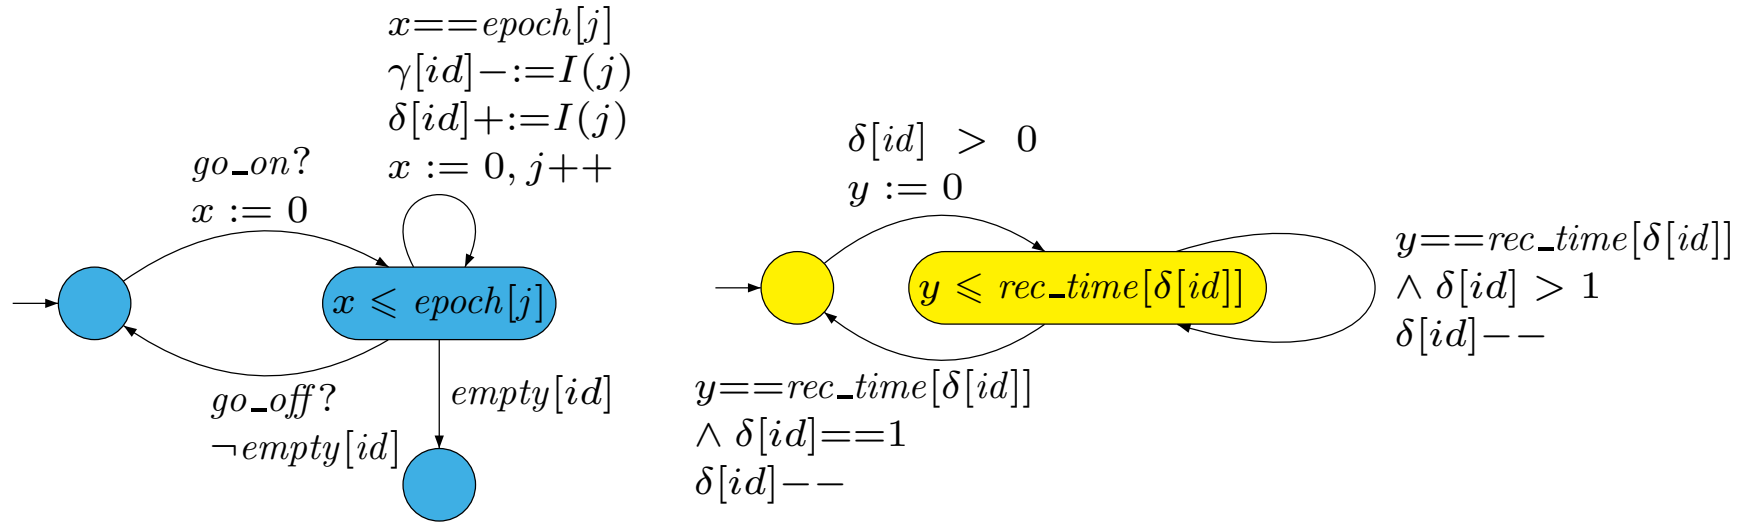 x==epoch[j]
γ[id]−:=I(j)
δ[id]+:=I(j)
x := 0, j++
go_on?
x := 0
x ⩽ epoch[j]
go_off?
¬empty[id]
empty[id]
δ[id] > 0
y := 0
y ⩽ rec_time[δ[id]]
y==rec_time[δ[id]]
∧ δ[id] > 1
δ[id]−−
y==rec_time[δ[id]]
∧ δ[id]==1
δ[id]−−